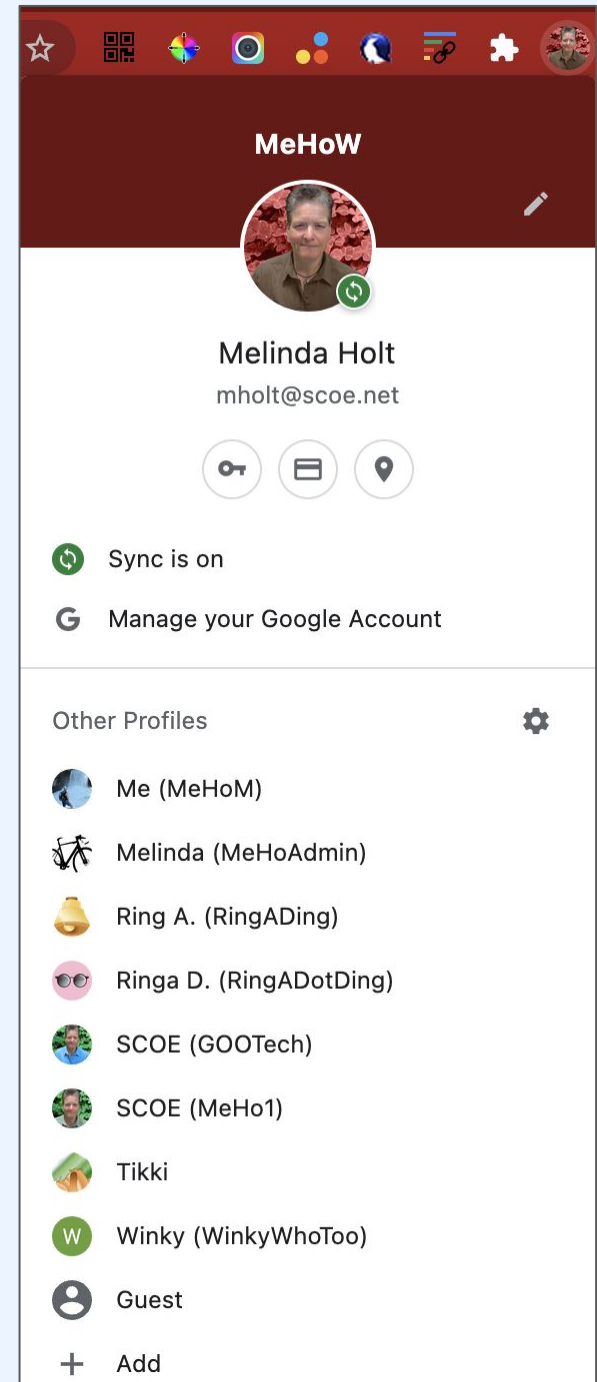 MeHoW
Melinda Holt
mholt@scoe.net
Sync is on
G Manage your Google Account
Other Profiles
Me (MeHoM)
Melinda (MeHoAdmin)
Ring A. (RingADing)
Ringa D. (RingADotDing)
SCOE (GOOTech)
SCOE (MeHo1)
Tikki
W Winky (WinkyWhoToo)
Guest
+ Add